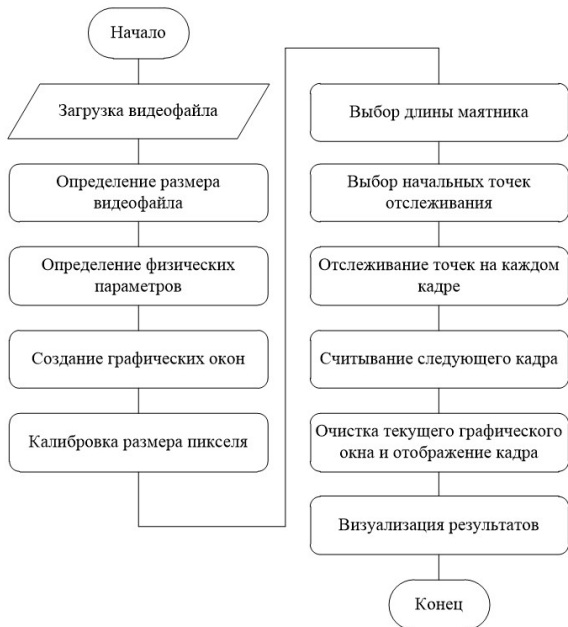 Начало
Загрузка видеофайла
Определение размера
видеофайла
Определение физических
параметров
Создание графических окон
Калибровка размера пикселя
Выбор длины маятника
Выбор начальных точек
отслеживания
Отслеживание точек на каждом
кадре
Считывание следующего кадра
Очистка текущего графического
окна и отображение кадра
Визуализация результатов
Конец